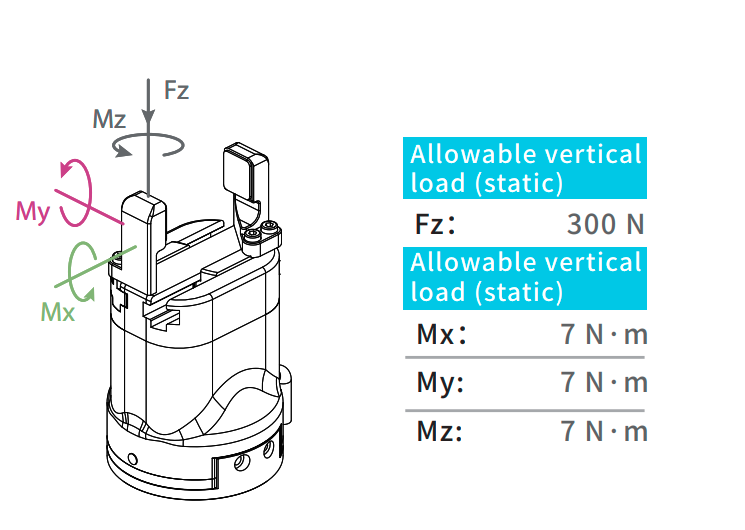 Fz
Mz
My
Mx
Allowable vertical
load (static)
Fz: 300 N
Allowable vertical
load (static)
Mx: 7 N·m
My: 7 N·m
Mz: 7 N·m